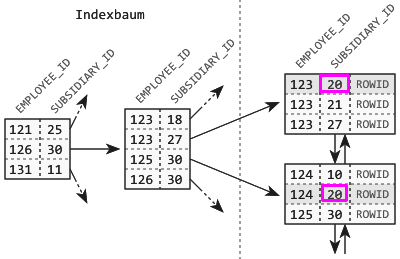 Indexbaum
EMPLOYEE_ID SUBSIDIARY_ID
121 25
126 30
131 11
EMPLOYEE_ID SUBSIDIARY_ID
123 18
123 27
125 30
126 30
EMPLOYEE_ID SUBSIDIARY_ID
123 20 ROWID
123 21 ROWID
123 27 ROWID
124 10 ROWID
124 20 ROWID
125 30 ROWID